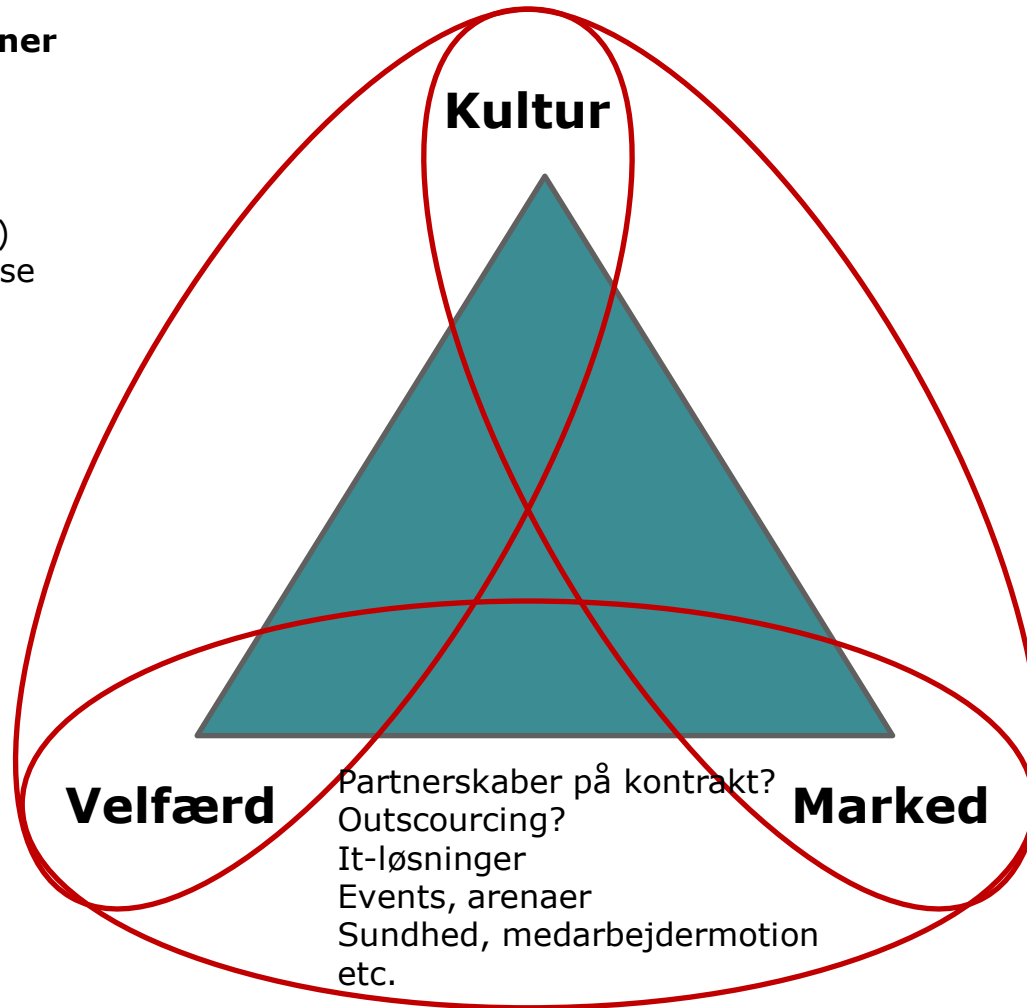 ner
)
se
Kultur
Velfærd
Marked
Partnerskaber på kontrakt?
Outscourcing?
It-løsninger
Events, arenaer
Sundhed, medarbejdermotion
etc.